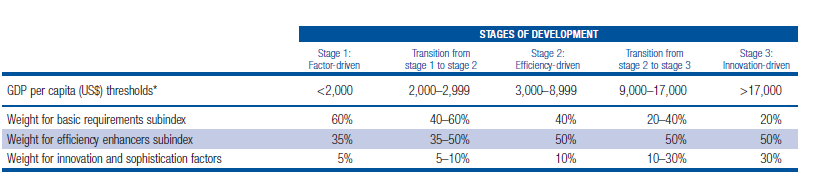 STAGES OF DEVELOPMENT
Stage 1: Transition from Stage 2: Transition from Stage 3:
Factor-driven stage 1 to stage 2 Efficiency-driven stage 2 to stage 3 Innovation-driven
GDP per capita (US$) thresholds* <2,000 2,000–2,999 3,000–8,999 9,000–17,000 >17,000
Weight for basic requirements subindex 60% 40–60% 40% 20–40% 20%
Weight for efficiency enhancers subindex 35% 35–50% 50% 50% 50%
Weight for innovation and sophistication factors 5% 5–10% 10% 10–30% 30%